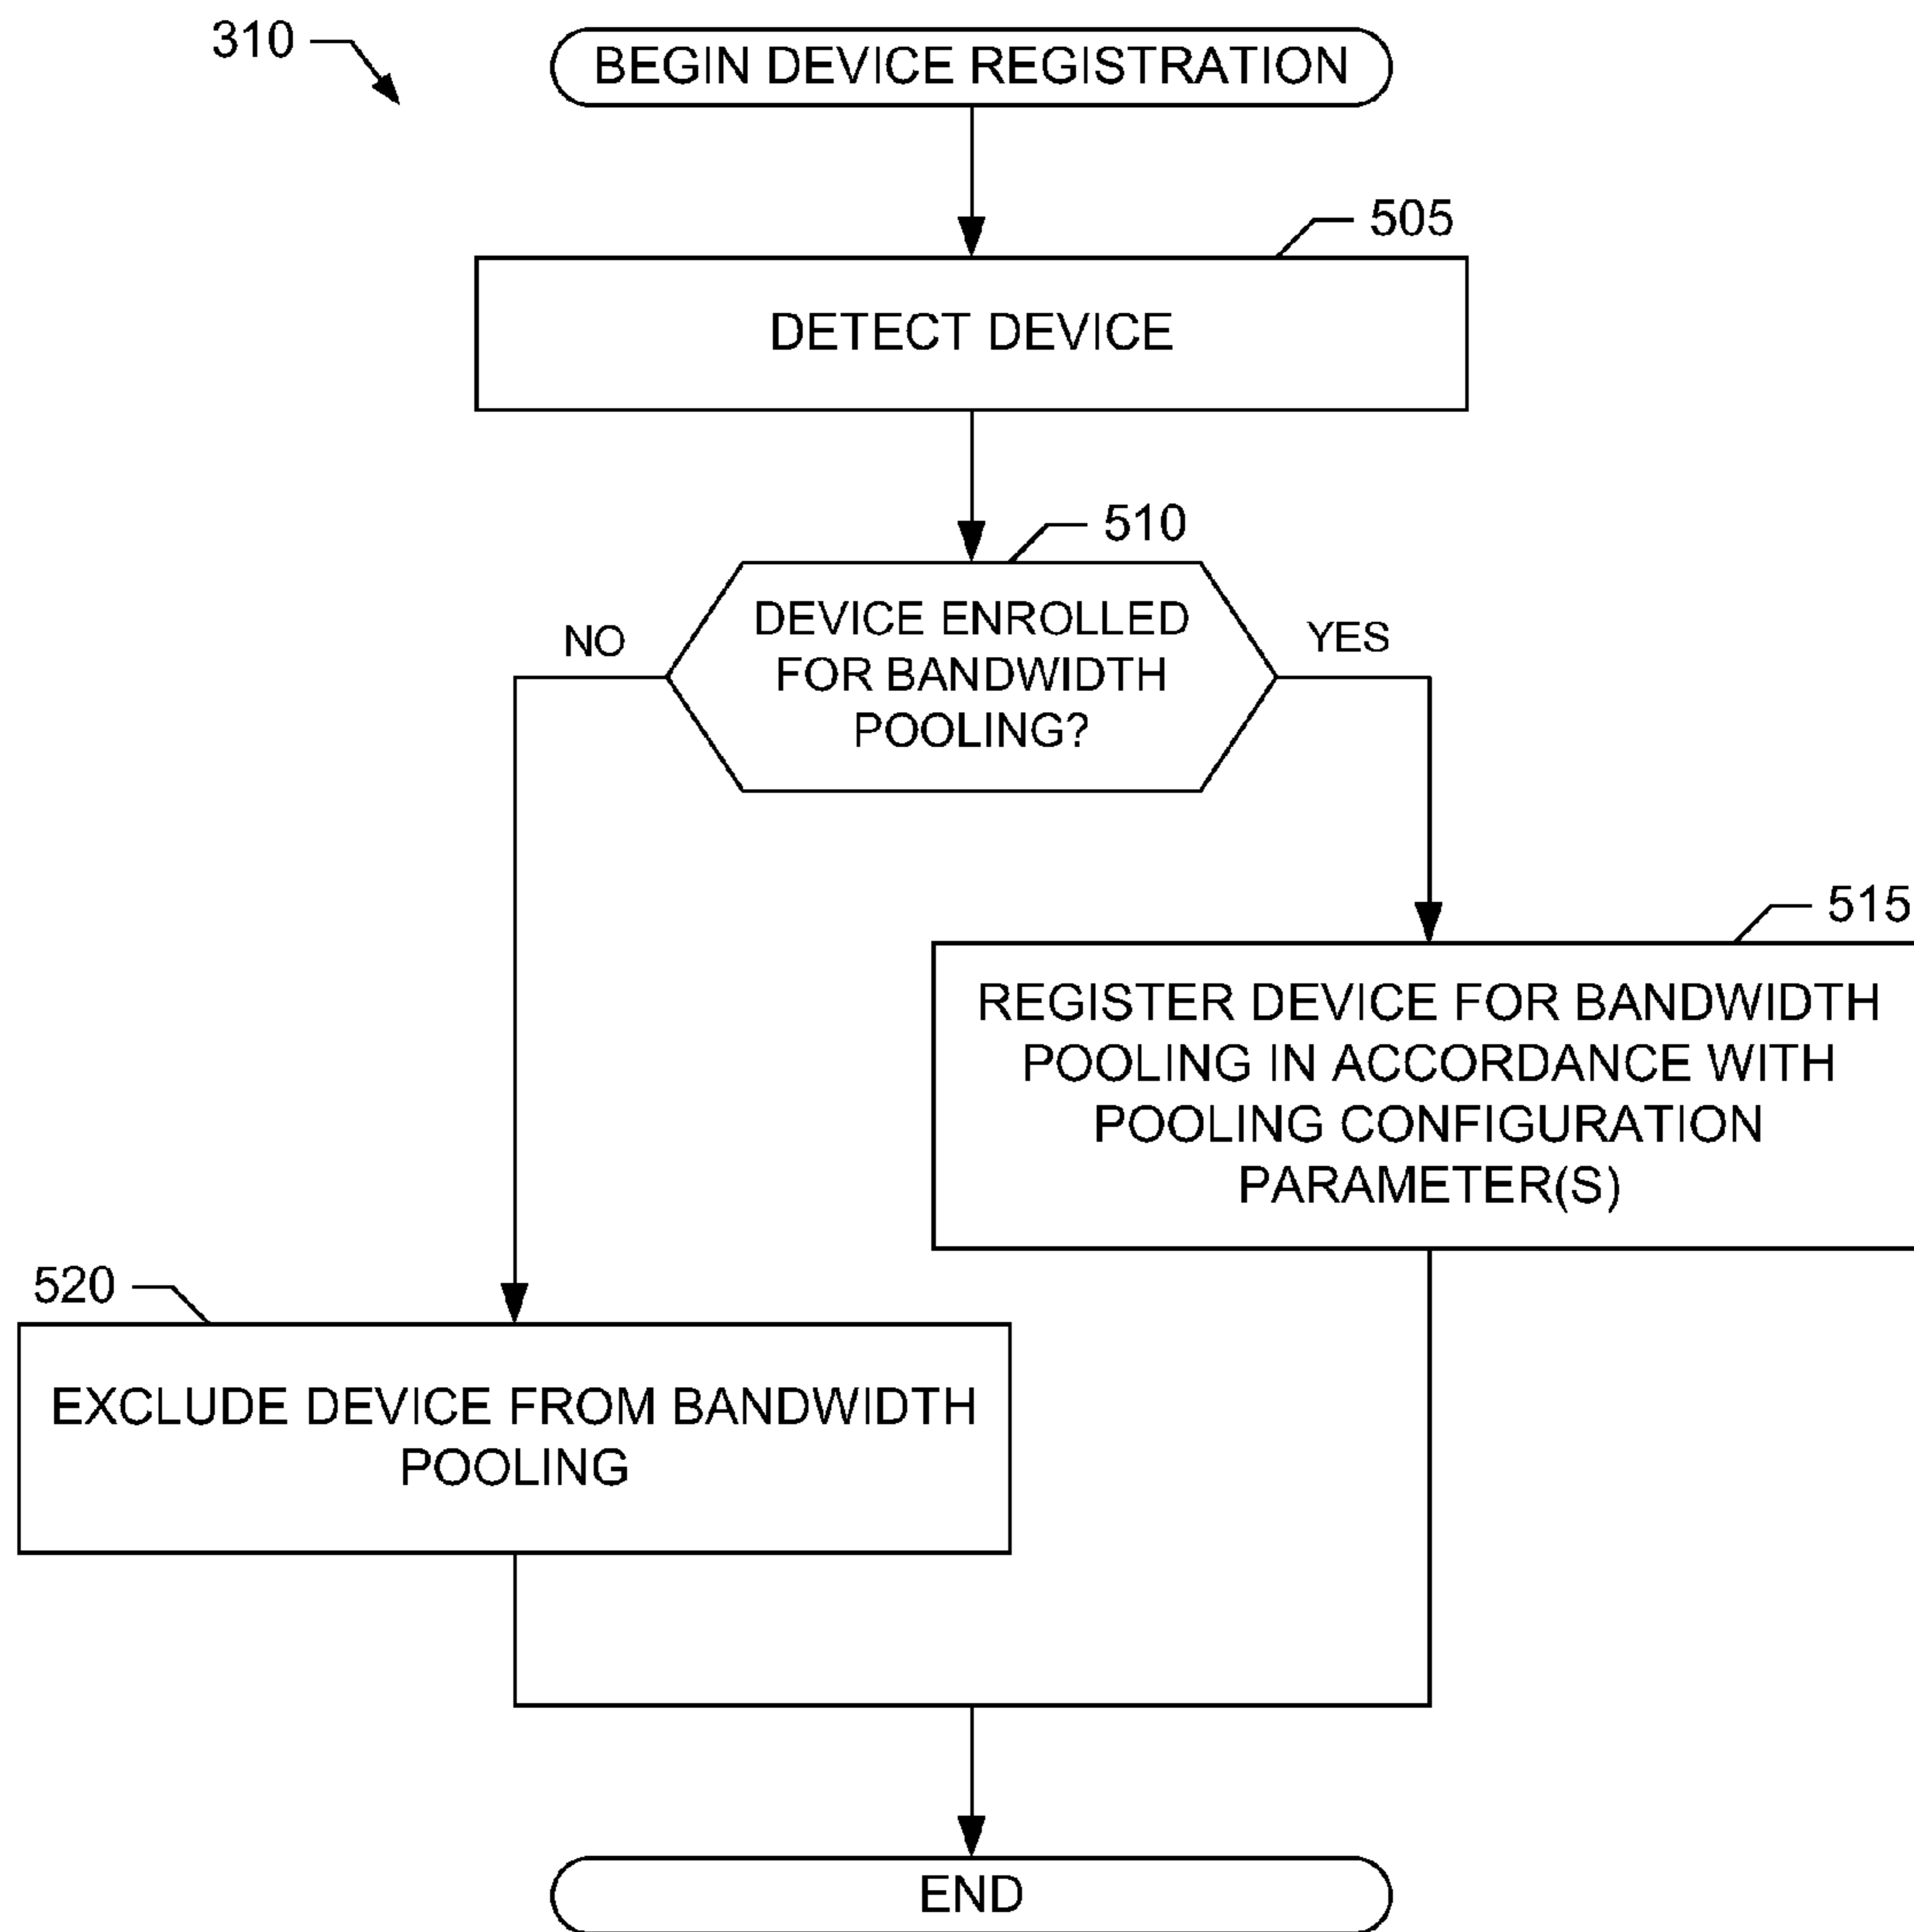 310
BEGIN DEVICE REGISTRATION
505
DETECT DEVICE
510
DEVICE ENROLLED
FOR BANDWIDTH
POOLING?
NO
YES
515
REGISTER DEVICE FOR BANDWIDTH
POOLING IN ACCORDANCE WITH
POOLING CONFIGURATION
PARAMETER(S)
520
EXCLUDE DEVICE FROM BANDWIDTH
POOLING
END